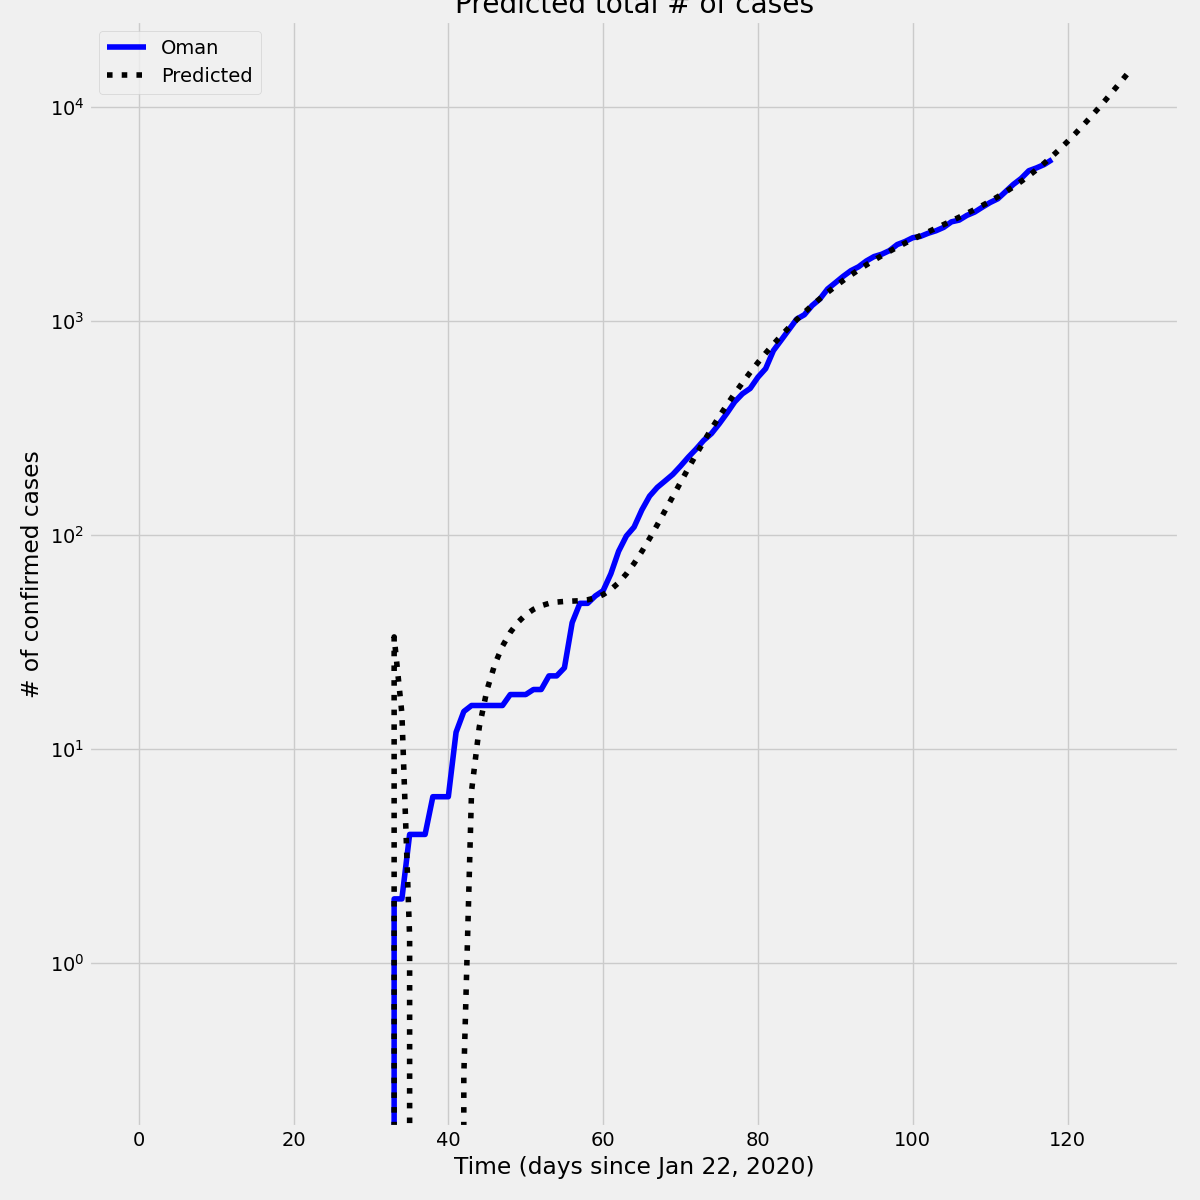 Predicted total # of cases
Oman
Predicted
10⁴
10³
10²
10¹
10⁰
# of confirmed cases
0 20 40 60 80 100 120
Time (days since Jan 22, 2020)